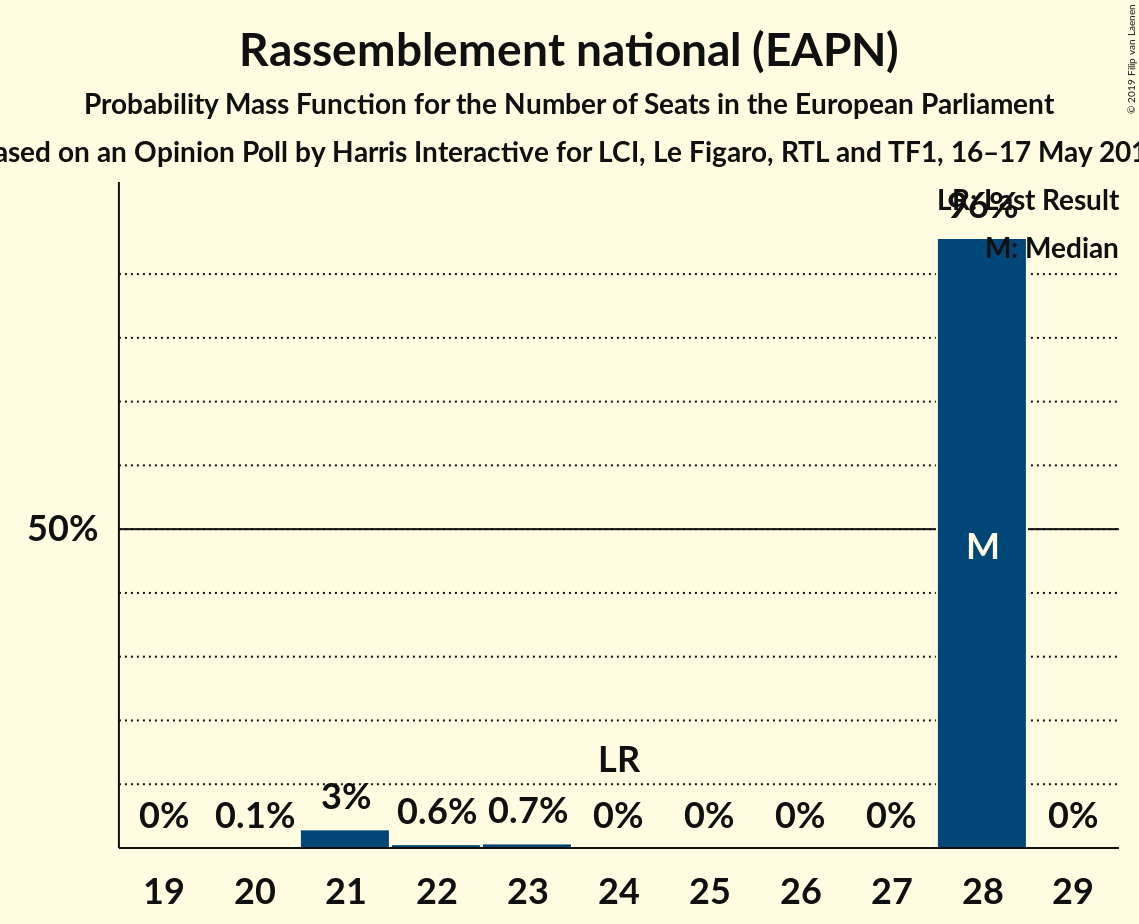 Rassemblement national (EAPN)
Probability Mass Function for the Number of Seats in the European Parliament
ased on an Opinion Poll by Harris Interactive for LCI, Le Figaro, RTL and TF1, 16–17 May 201
© 2019 Filip van Laenen
LR: Last Result
M: Median
96%
50%
M
LR
0% 0.1% 3% 0.6% 0.7% 0% 0% 0% 0% 0%
19 20 21 22 23 24 25 26 27 28 29